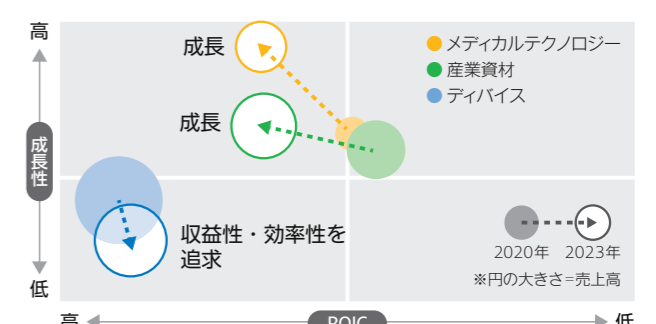 高
成長性
低
成長
成長
収益性・効率性を
追求
メディカルテクノロジー
産業資材
ディバイス
2020年 2023年
※円の大きさ=売上高
高
ROIC
低